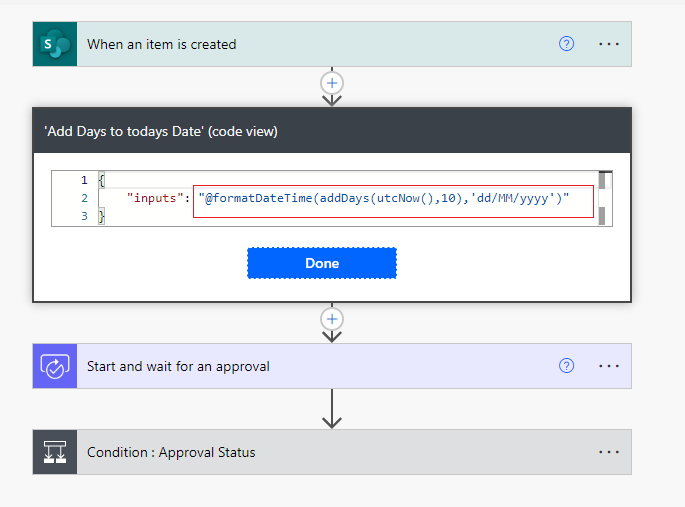 S
When an item is created
?
...
+
'Add Days to todays Date' (code view)
1 {
2 "inputs": "@formatDateTime(addDays(utcNow(),10),'dd/MM/yyyy')"
3 }
Done
+
Start and wait for an approval
?
...
Condition : Approval Status
...